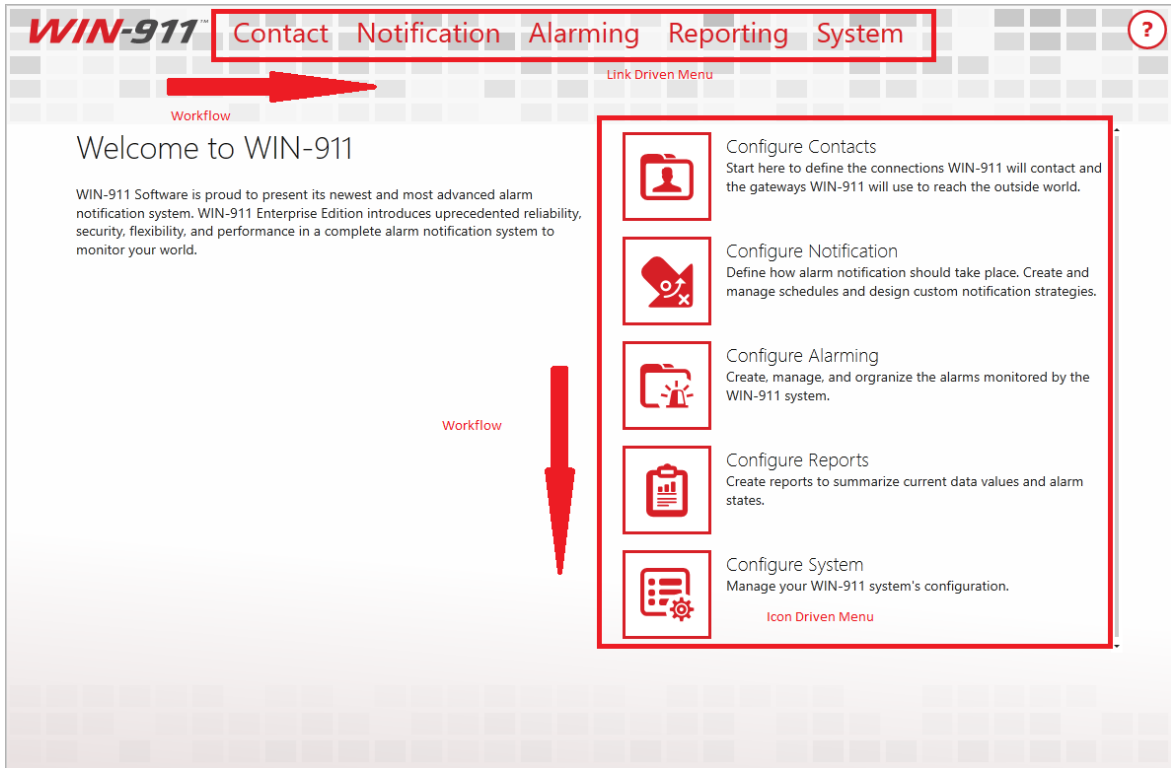 WIN-911™ Contact Notification Alarming Reporting System ?
Link Driven Menu
Workflow
Welcome to WIN-911
WIN-911 Software is proud to present its newest and most advanced alarm
notification system. WIN-911 Enterprise Edition introduces uprecedented reliability,
security, flexibility, and performance in a complete alarm notification system to
monitor your world.
Configure Contacts
Start here to define the connections WIN-911 will contact and
the gateways WIN-911 will use to reach the outside world.
Configure Notification
Define how alarm notification should take place. Create and
manage schedules and design custom notification strategies.
Configure Alarming
Create, manage, and orgranize the alarms monitored by the
WIN-911 system.
Workflow
Configure Reports
Create reports to summarize current data values and alarm
states.
Configure System
Manage your WIN-911 system's configuration.
Icon Driven Menu